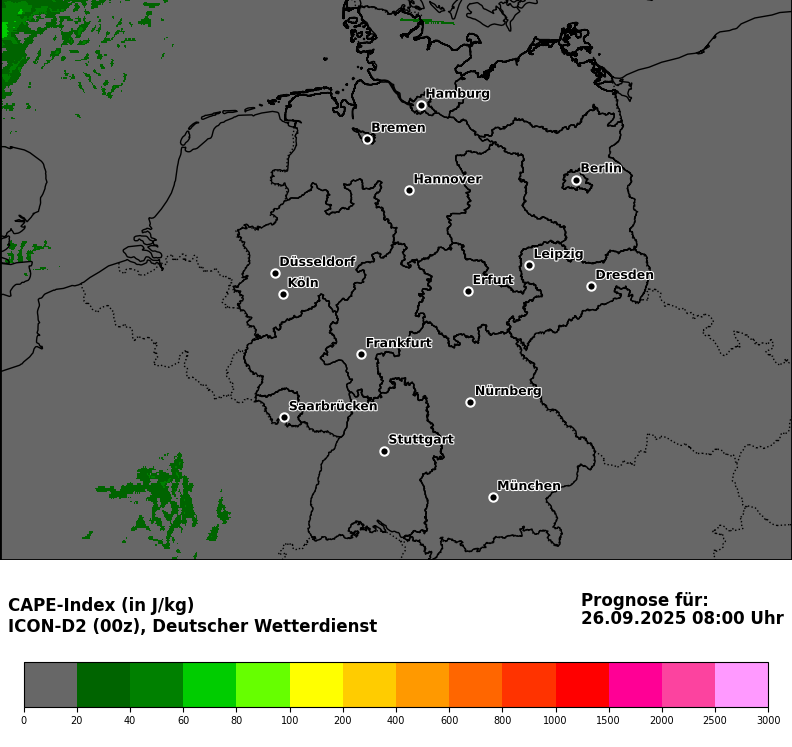 Hamburg
Bremen
Berlin
Hannover
Leipzig
Düsseldorf
Dresden
Köln
Erfurt
Frankfurt
Nürnberg
Saarbrücken
Stuttgart
München
CAPE-Index (in J/kg)
ICON-D2 (00z), Deutscher Wetterdienst
Prognose für:
26.09.2025 08:00 Uhr
0 20 40 60 80 100 200 400 600 800 1000 1500 2000 2500 3000